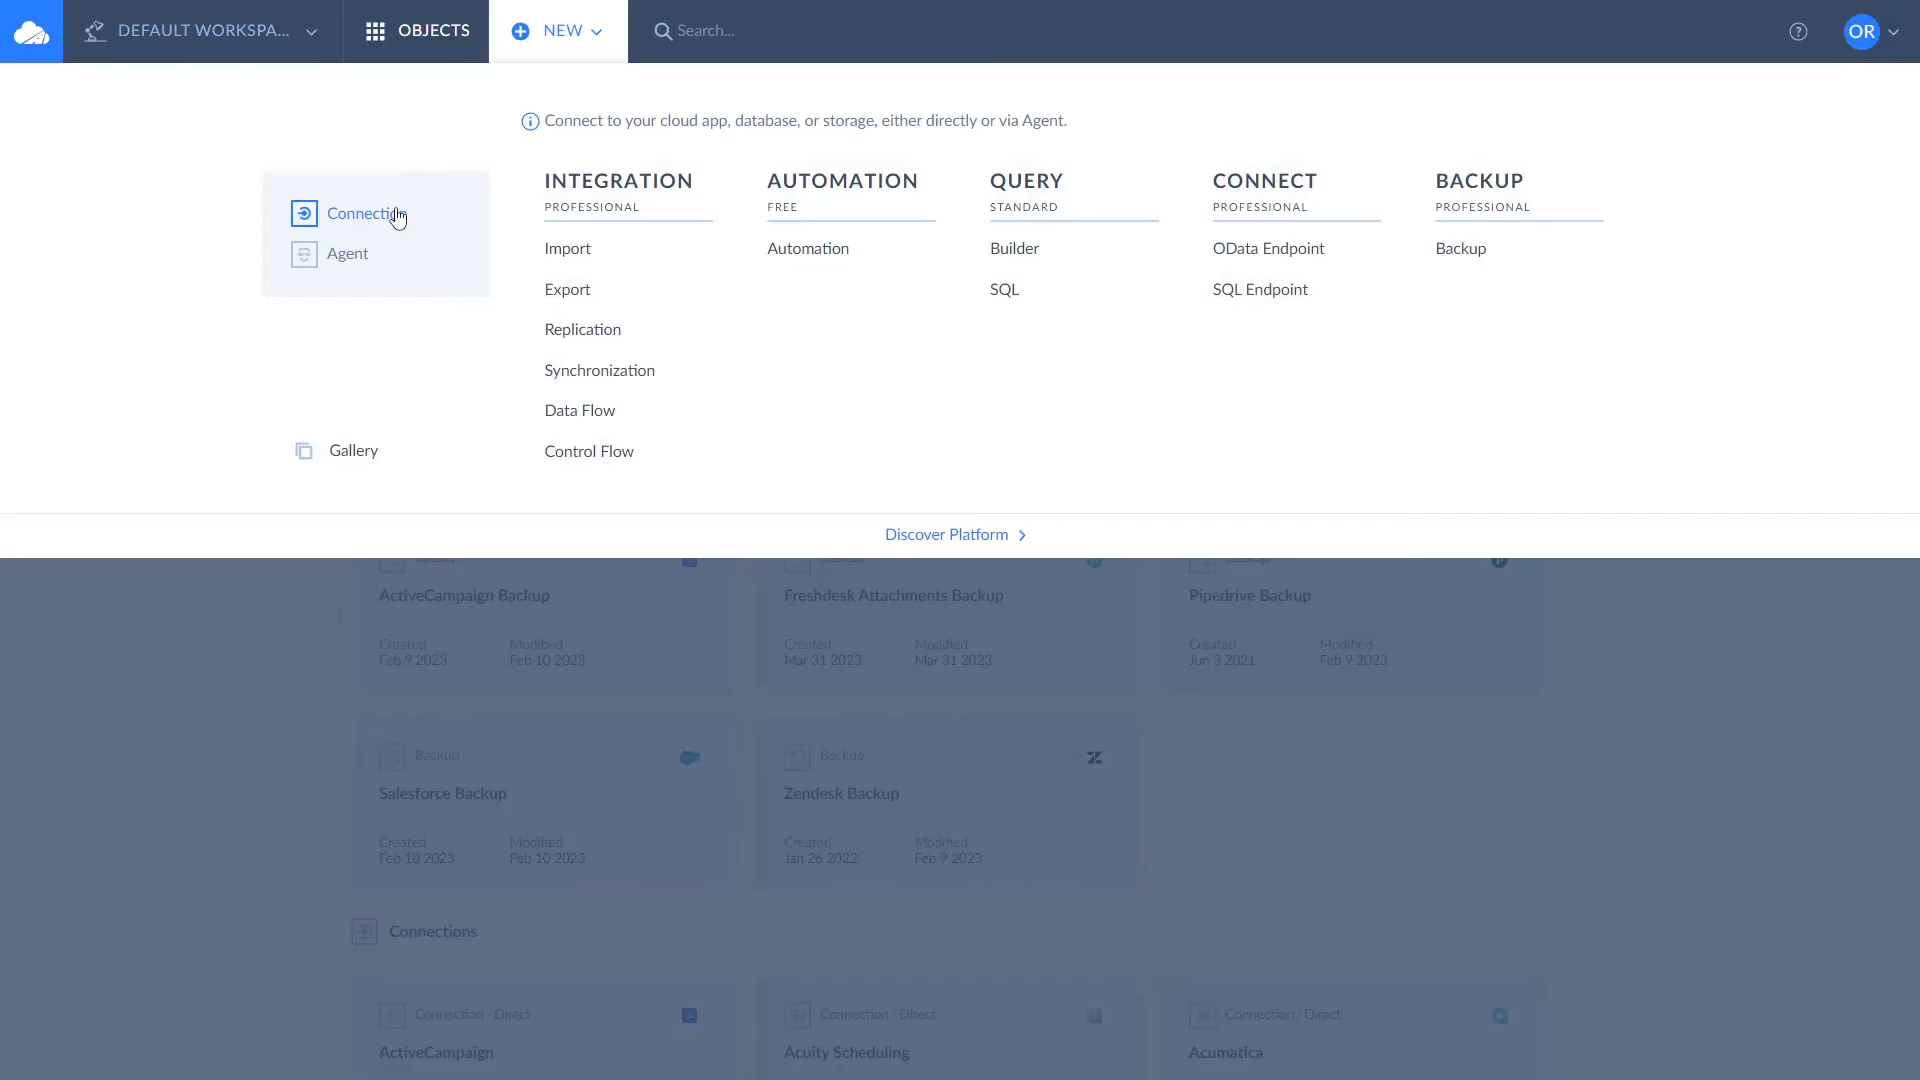 DEFAULT WORKSPA...
OBJECTS
NEW
Search...
?
OR
Connect to your cloud app, database, or storage, either directly or via Agent.
Connection
Agent
Gallery
INTEGRATION
PROFESSIONAL
Import
Export
Replication
Synchronization
Data Flow
Control Flow
AUTOMATION
FREE
Automation
QUERY
STANDARD
Builder
SQL
CONNECT
PROFESSIONAL
OData Endpoint
SQL Endpoint
BACKUP
PROFESSIONAL
Backup
Discover Platform
ActiveCampaign Backup
Created Modified
Feb 9 2023 Feb 10 2023
Freshdesk Attachments Backup
Created Modified
Mar 31 2023 Mar 31 2023
Pipedrive Backup
Created Modified
Jun 3 2021 Feb 9 2023
Backup
Salesforce Backup
Created Modified
Feb 10 2023 Feb 10 2023
Backup
Zendesk Backup
Created Modified
Jan 26 2022 Feb 9 2023
Connections
Connection - Direct
ActiveCampaign
Connection - Direct
Acuity Scheduling
Connection - Direct
Acumatica